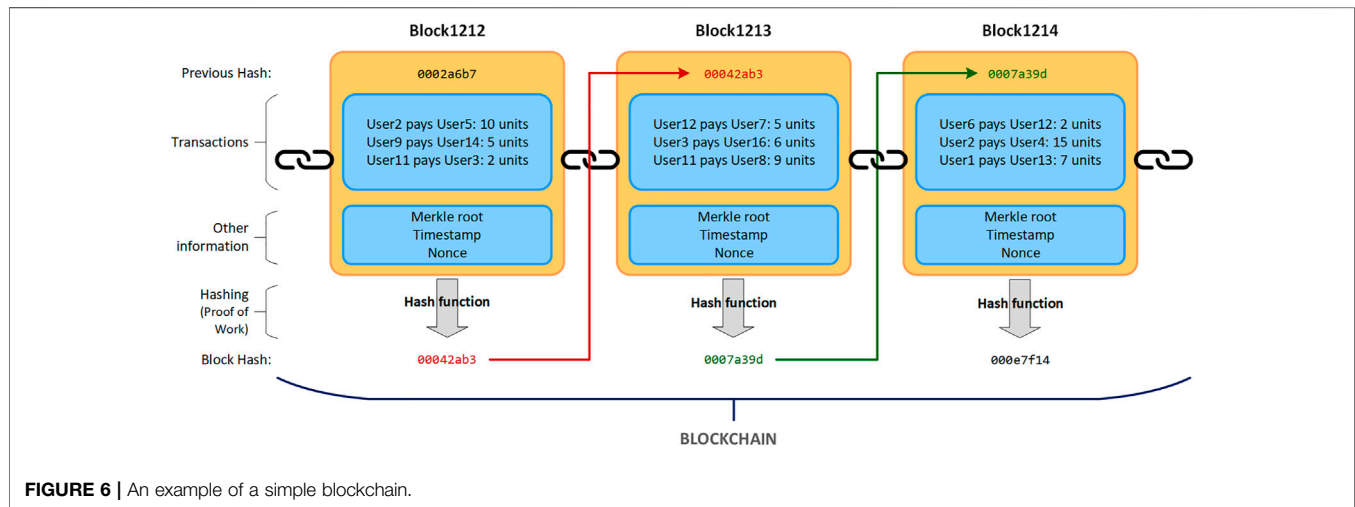 Block1212
Block1213
Block1214
Previous Hash:
0002a6b7
00042ab3
0007a39d
Transactions
User2 pays User5: 10 units
User9 pays User14: 5 units
User11 pays User3: 2 units
User12 pays User7: 5 units
User3 pays User16: 6 units
User11 pays User8: 9 units
User6 pays User12: 2 units
User2 pays User4: 15 units
User1 pays User13: 7 units
Other
information
Merkle root
Timestamp
Nonce
Merkle root
Timestamp
Nonce
Merkle root
Timestamp
Nonce
Hashing
(Proof of
Work)
Hash function
Hash function
Hash function
Block Hash:
00042ab3
0007a39d
000e7f14
BLOCKCHAIN
FIGURE 6 | An example of a simple blockchain.